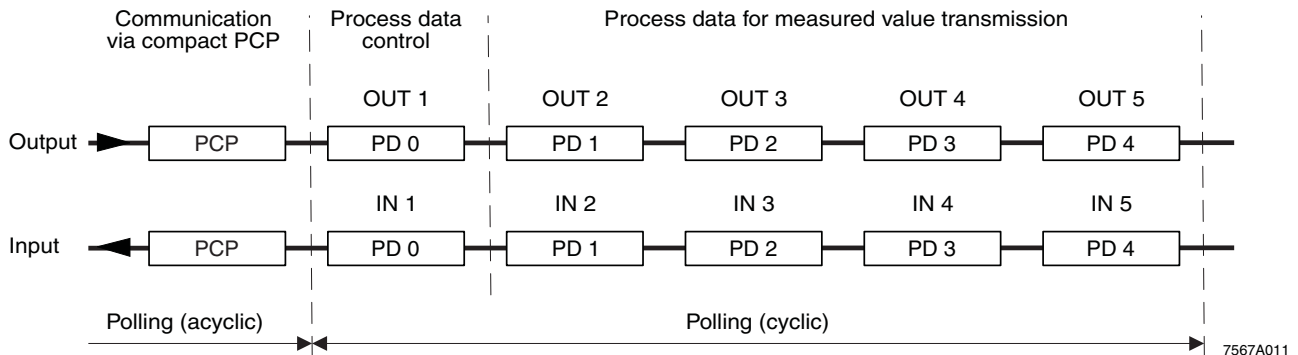 Communication
via compact PCP
Process data
control
Process data for measured value transmission
OUT 1 OUT 2 OUT 3 OUT 4 OUT 5
Output PCP PD 0 PD 1 PD 2 PD 3 PD 4
IN 1 IN 2 IN 3 IN 4 IN 5
Input PCP PD 0 PD 1 PD 2 PD 3 PD 4
Polling (acyclic) Polling (cyclic)
7567A011